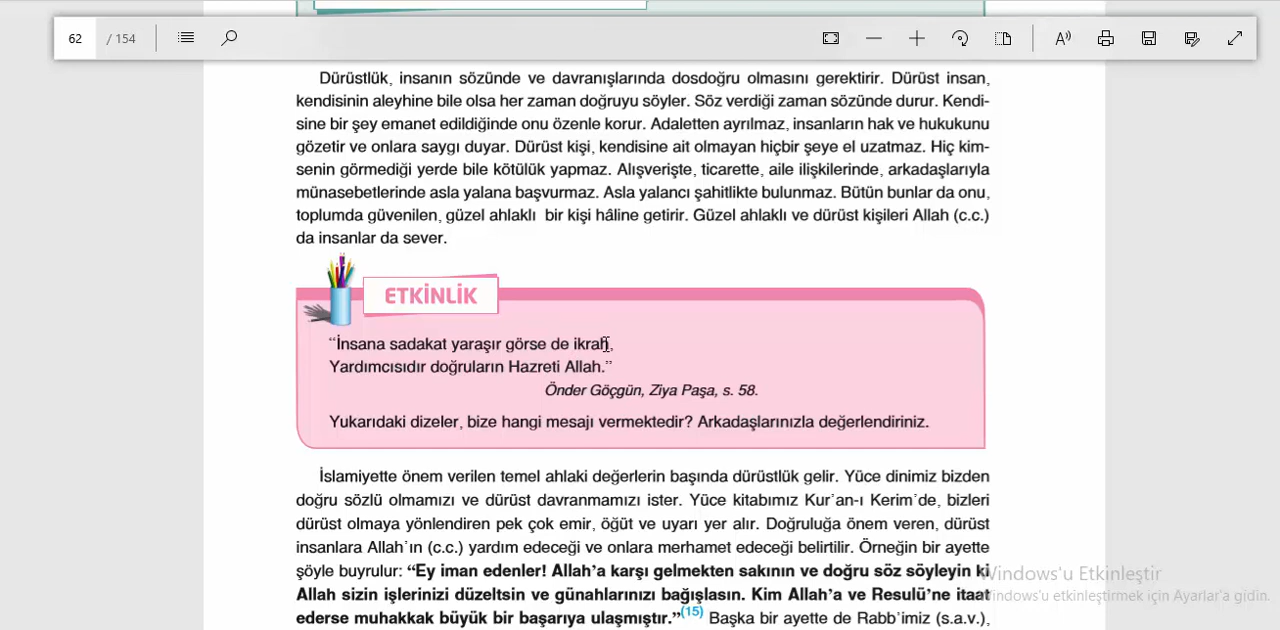 62 / 154
Dürüstlük, insanın sözünde ve davranışlarında dosdoğru olmasını gerektirir. Dürüst insan,
kendisinin aleyhine bile olsa her zaman doğruyu söyler. Söz verdiği zaman sözünde durur. Kendi-
sine bir şey emanet edildiğinde onu özenle korur. Adaletten ayrılmaz, insanların hak ve hukukunu
gözetir ve onlara saygı duyar. Dürüst kişi, kendisine ait olmayan hiçbir şeye el uzatmaz. Hiç kim-
senin görmediği yerde bile kötülük yapmaz. Alışverişte, ticarette, aile ilişkilerinde, arkadaşlarıyla
münasebetlerinde asla yalana başvurmaz. Asla yalancı şahitlikte bulunmaz. Bütün bunlar da onu,
toplumda güvenilen, güzel ahlaklı bir kişi hâline getirir. Güzel ahlaklı ve dürüst kişileri Allah (c.c.)
da insanlar da sever.
ETKİNLİK
“İnsana sadakat yaraşır görse de ikrah,
Yardımcısıdır doğruların Hazreti Allah.”
Önder Göçgün, Ziya Paşa, s. 58.
Yukarıdaki dizeler, bize hangi mesajı vermektedir? Arkadaşlarınızla değerlendiriniz.
İslamiyette önem verilen temel ahlaki değerlerin başında dürüstlük gelir. Yüce dinimiz bizden
doğru sözlü olmamızı ve dürüst davranmamızı ister. Yüce kitabımız Kur’an-ı Kerim’de, bizleri
dürüst olmaya yönlendiren pek çok emir, öğüt ve uyarı yer alır. Doğruluğa önem veren, dürüst
insanlara Allah’ın (c.c.) yardım edeceği ve onlara merhamet edeceği belirtilir. Örneğin bir ayette
şöyle buyrulur: “Ey iman edenler! Allah’a karşı gelmekten sakının ve doğru söz söyleyin ki
Allah sizin işlerinizi düzeltsin ve günahlarınızı bağışlasın. Kim Allah’a ve Resulü’ne itaat
ederse muhakkak büyük bir başarıya ulaşmıştır.”(15) Başka bir ayette de Rabb’imiz (s.a.v.),
Windows'u Etkinleştir
Windows'u etkinleştirmek için Ayarlar'a gidin.